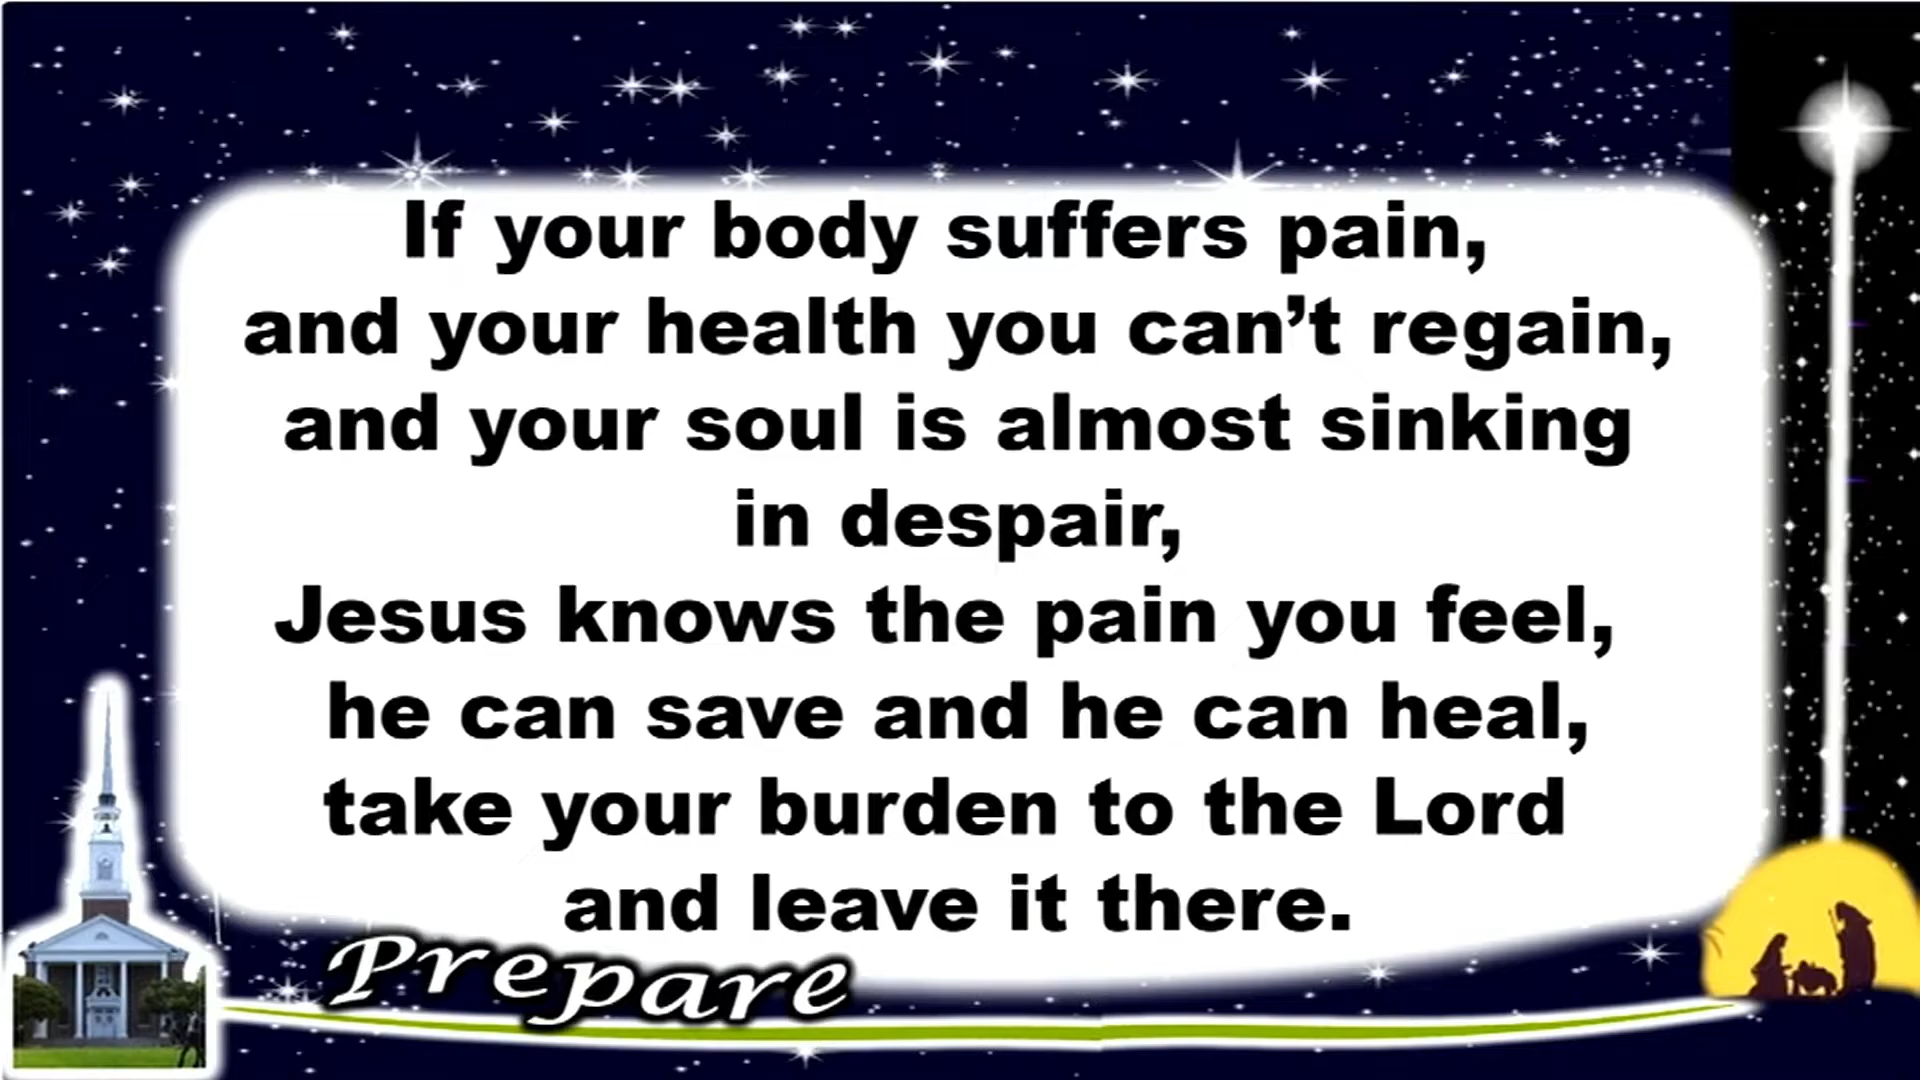 If your body suffers pain,
and your health you can’t regain,
and your soul is almost sinking
in despair,
Jesus knows the pain you feel,
he can save and he can heal,
take your burden to the Lord
and leave it there.
Prepare